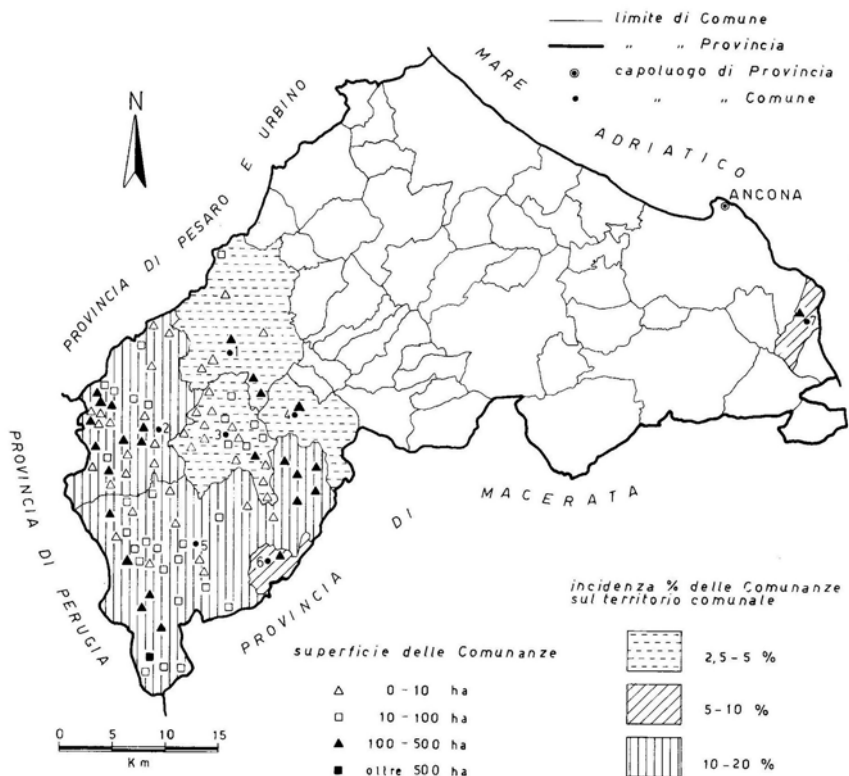 limite di Comune
" " Provincia
capoluogo di Provincia
" " Comune
N
MARE
ADRIATICO
ANCONA
PROVINCIA DI PESARO E URBINO
PROVINCIA DI PERUGIA
PROVINCIA DI MACERATA
1
2
3
4
5
6
7
incidenza % delle Comunanze
sul territorio comunale
2,5-5 %
5-10 %
10-20 %
superficie delle Comunanze
0-10 ha
10-100 ha
100-500 ha
oltre 500 ha
0 5 10 15
Km